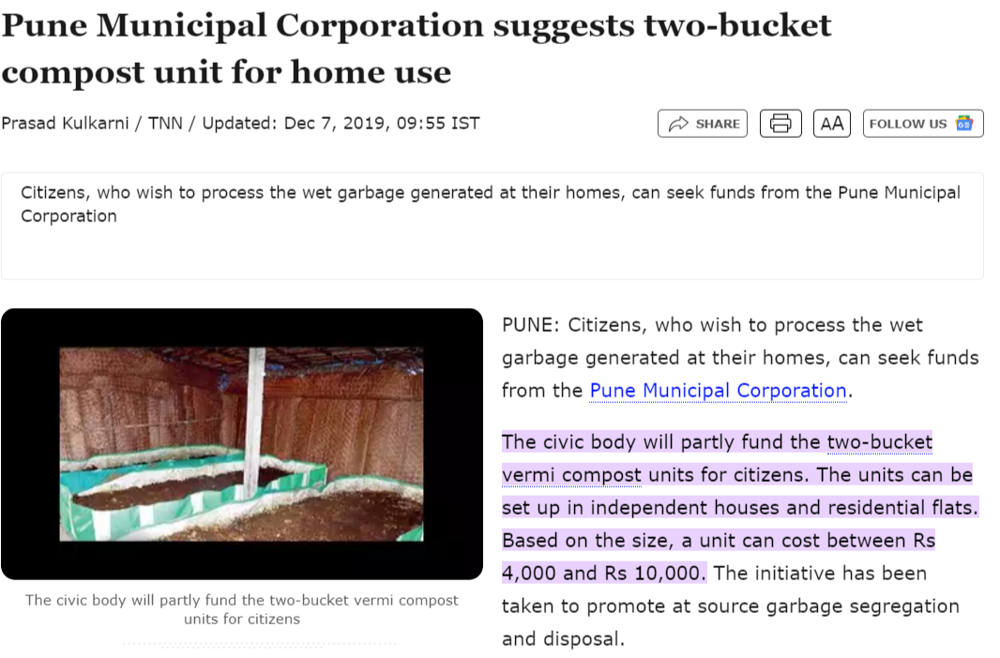 Pune Municipal Corporation suggests two-bucket
compost unit for home use
Prasad Kulkarni / TNN / Updated: Dec 7, 2019, 09:55 IST
SHARE
AA
FOLLOW US
Citizens, who wish to process the wet garbage generated at their homes, can seek funds from the Pune Municipal
Corporation
PUNE: Citizens, who wish to process the wet
garbage generated at their homes, can seek funds
from the Pune Municipal Corporation.
The civic body will partly fund the two-bucket
vermi compost units for citizens. The units can be
set up in independent houses and residential flats.
Based on the size, a unit can cost between Rs
4,000 and Rs 10,000. The initiative has been
taken to promote at source garbage segregation
and disposal.
The civic body will partly fund the two-bucket vermi compost
units for citizens